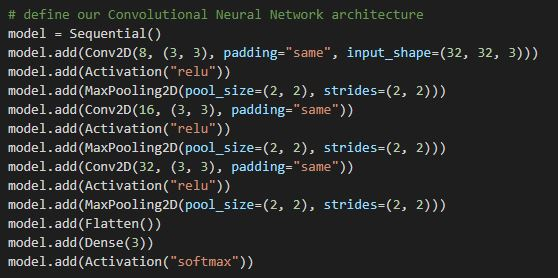 # define our Convolutional Neural Network architecture
model = Sequential()
model.add(Conv2D(8, (3, 3), padding="same", input_shape=(32, 32, 3)))
model.add(Activation("relu"))
model.add(MaxPooling2D(pool_size=(2, 2), strides=(2, 2)))
model.add(Conv2D(16, (3, 3), padding="same"))
model.add(Activation("relu"))
model.add(MaxPooling2D(pool_size=(2, 2), strides=(2, 2)))
model.add(Conv2D(32, (3, 3), padding="same"))
model.add(Activation("relu"))
model.add(MaxPooling2D(pool_size=(2, 2), strides=(2, 2)))
model.add(Flatten())
model.add(Dense(3))
model.add(Activation("softmax"))